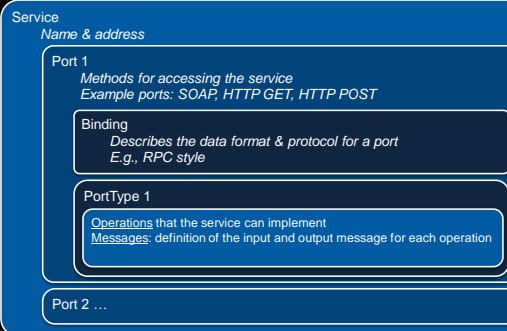 Service
Name & address
Port 1
Methods for accessing the service
Example ports: SOAP, HTTP GET, HTTP POST
Binding
Describes the data format & protocol for a port
E.g., RPC style
PortType 1
Operations that the service can implement
Messages: definition of the input and output message for each operation
Port 2 …